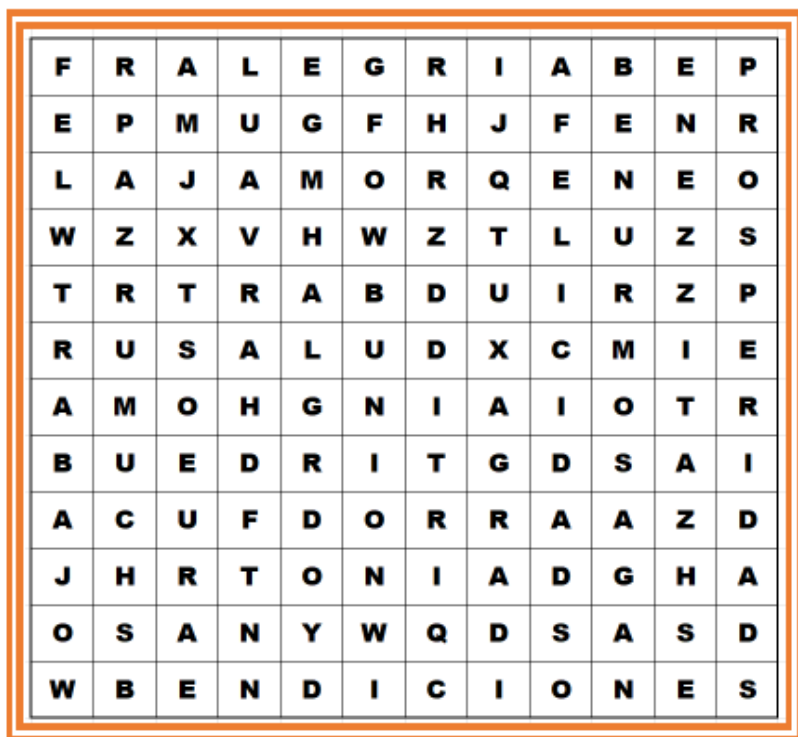 F R A L E G R I A B E P
E P M U G F H J F E N R
L A J A M O R Q E N E O
W Z X V H W Z T L U Z S
T R T R A B D U I R Z P
R U S A L U D X C M I E
A M O H G N I A I O T R
B U E D R I T G D S A I
A C U F D O R R A A Z D
J H R T O N I A D G H A
O S A N Y W Q D S A S D
W B E N D I C I O N E S